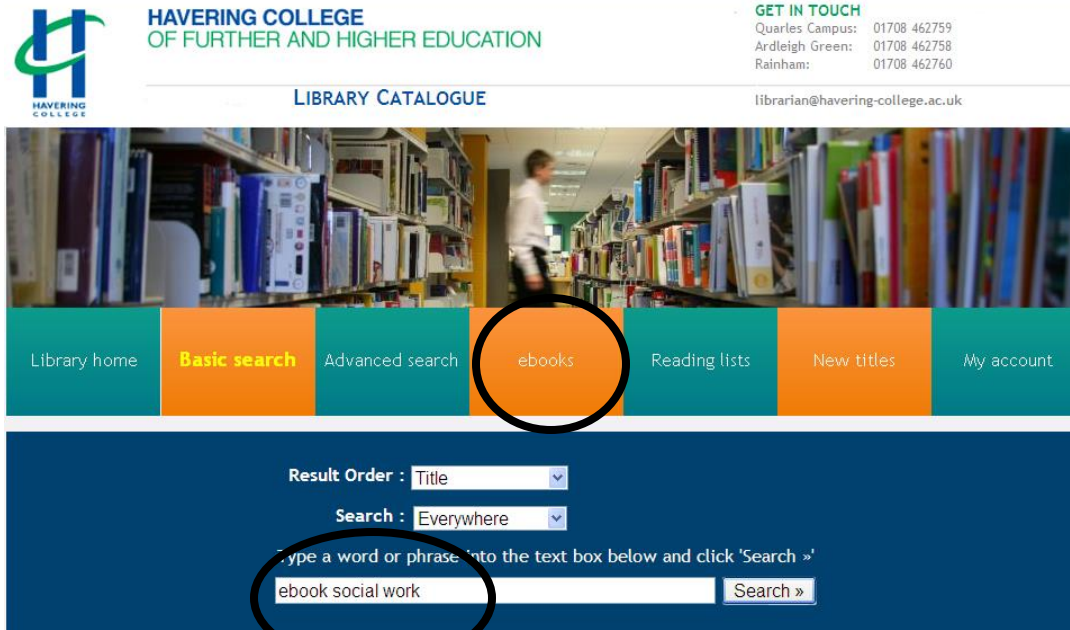 HAVERING COLLEGE
OF FURTHER AND HIGHER EDUCATION
HAVERING
COLLEGE
LIBRARY CATALOGUE
GET IN TOUCH
Quarles Campus: 01708 462759
Ardleigh Green: 01708 462758
Rainham: 01708 462760
librarian@havering-college.ac.uk
Library home Basic search Advanced search ebooks Reading lists New titles My account
Result Order : Title
Search : Everywhere
Type a word or phrase into the text box below and click 'Search »'
ebook social work Search »